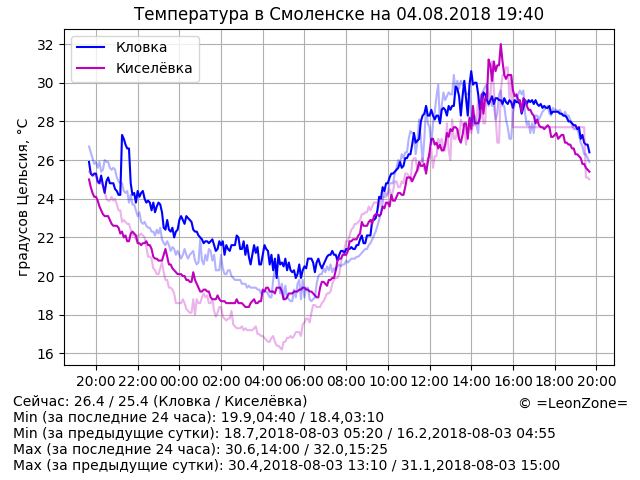 Температура в Смоленске на 04.08.2018 19:40
Кловка
Киселёвка
градусов Цельсия, °C
32
30
28
26
24
22
20
18
16
20:00 22:00 00:00 02:00 04:00 06:00 08:00 10:00 12:00 14:00 16:00 18:00 20:00
Сейчас: 26.4 / 25.4 (Кловка / Киселёвка)
© =LeonZone=
Min (за последние 24 часа): 19.9,04:40 / 18.4,03:10
Min (за предыдущие сутки): 18.7,2018-08-03 05:20 / 16.2,2018-08-03 04:55
Max (за последние 24 часа): 30.6,14:00 / 32.0,15:25
Max (за предыдущие сутки): 30.4,2018-08-03 13:10 / 31.1,2018-08-03 15:00